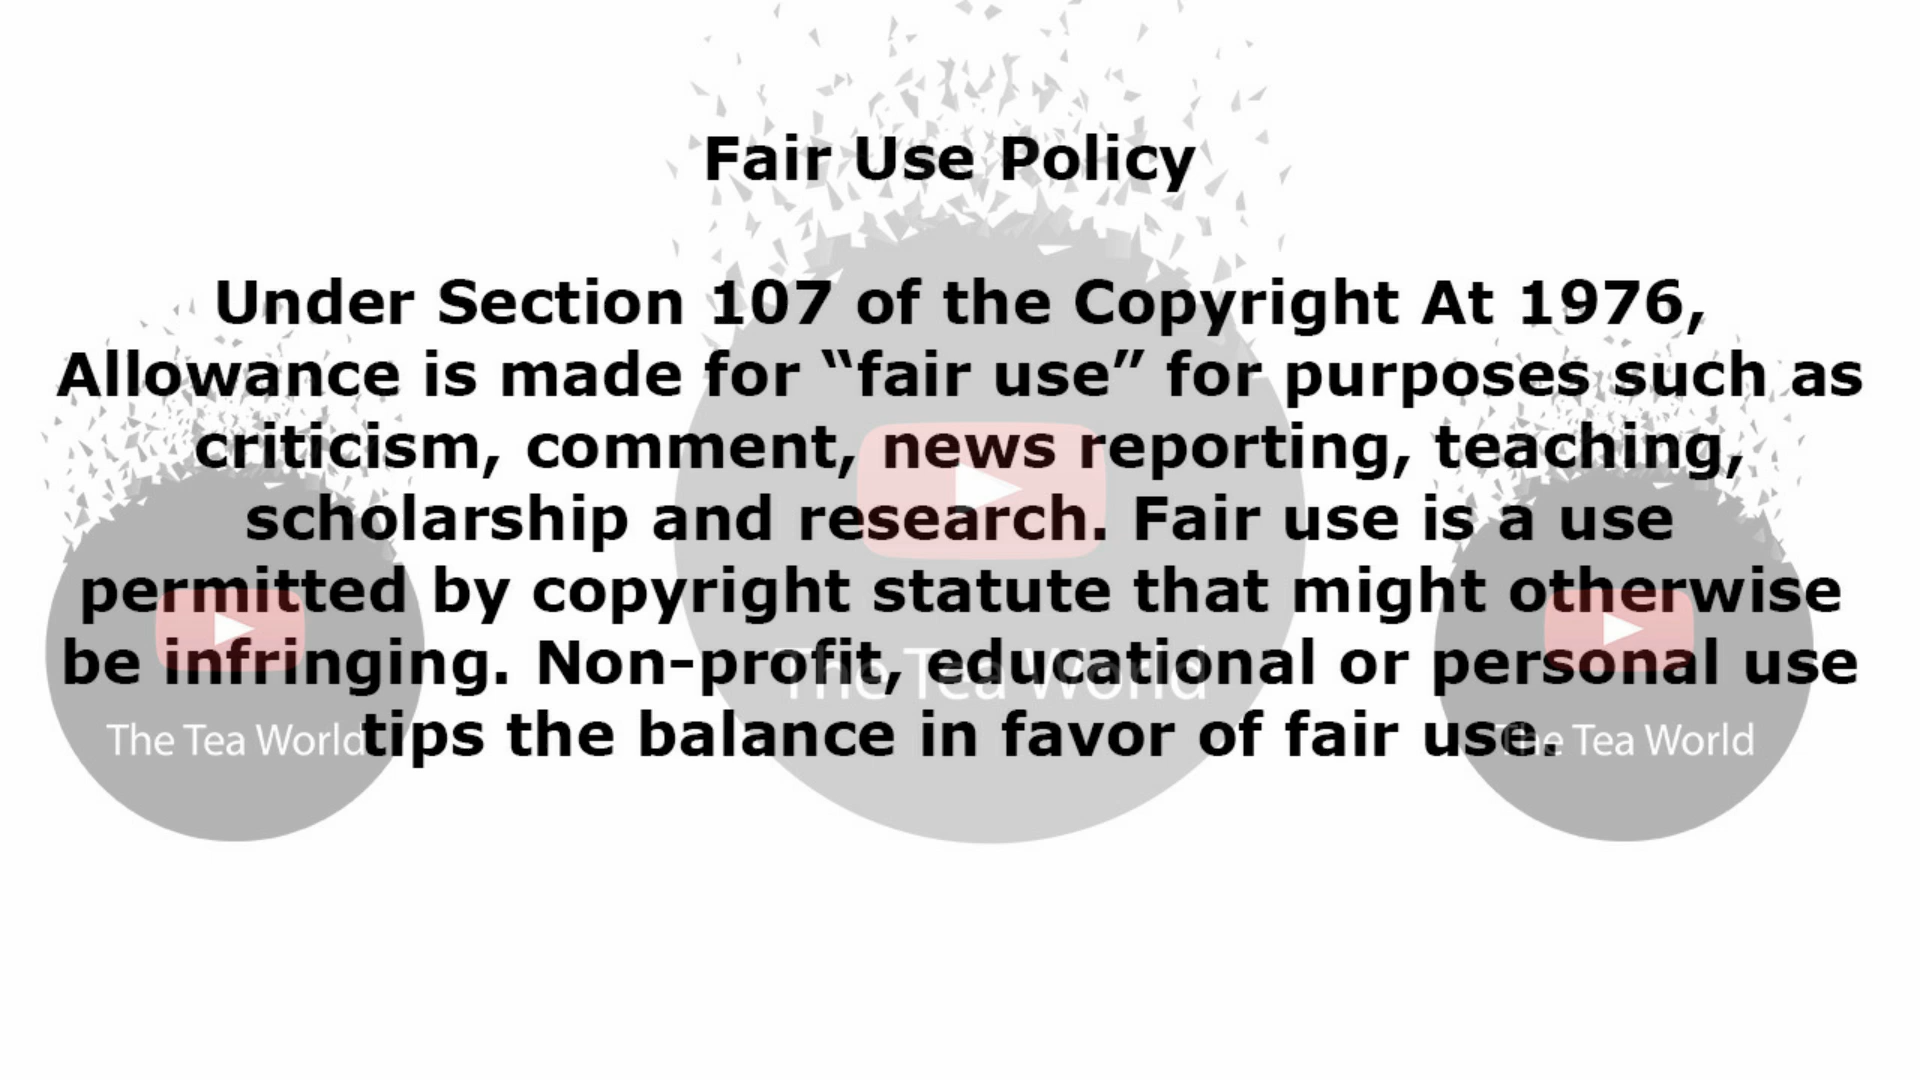 Fair Use Policy
Under Section 107 of the Copyright At 1976,
Allowance is made for “fair use” for purposes such as
criticism, comment, news reporting, teaching,
scholarship and research. Fair use is a use
permitted by copyright statute that might otherwise
be infringing. Non-profit, educational or personal use
tips the balance in favor of fair use.
The Tea World
The Tea World
The Tea World